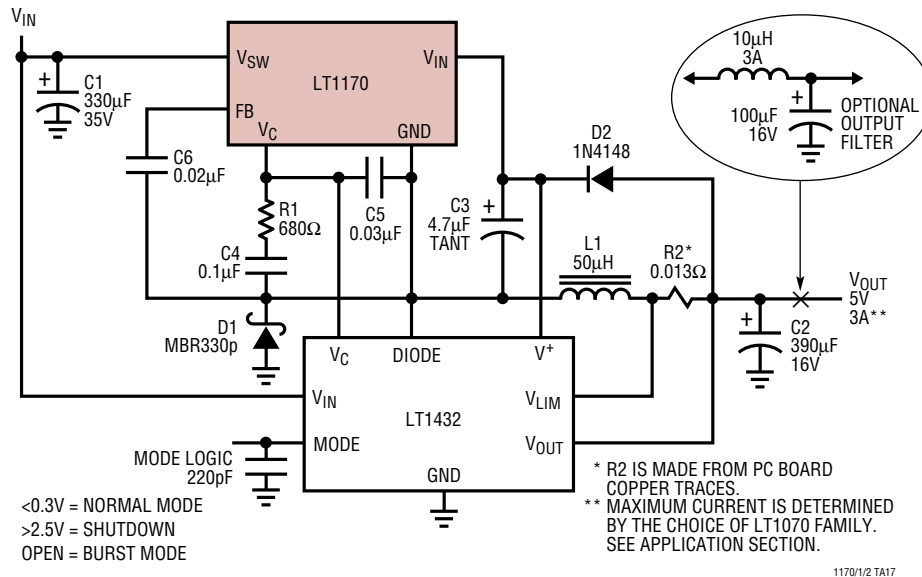 VIN
C1
330µF
35V
VSW
LT1170
VIN
FB
VC
GND
C6
0.02µF
R1
680Ω
C5
0.03µF
C4
0.1µF
C3
4.7µF
TANT
D2
1N4148
L1
50µH
R2*
0.013Ω
10µH
3A
100µF
16V
OPTIONAL
OUTPUT
FILTER
VOUT
5V
3A**
C2
390µF
16V
D1
MBR330p
VC
DIODE
V+
VIN
LT1432
VLIM
MODE
VOUT
GND
MODE LOGIC
220pF
<0.3V = NORMAL MODE
>2.5V = SHUTDOWN
OPEN = BURST MODE
* R2 IS MADE FROM PC BOARD
COPPER TRACES.
** MAXIMUM CURRENT IS DETERMINED
BY THE CHOICE OF LT1070 FAMILY.
SEE APPLICATION SECTION.
1170/1/2 TA17